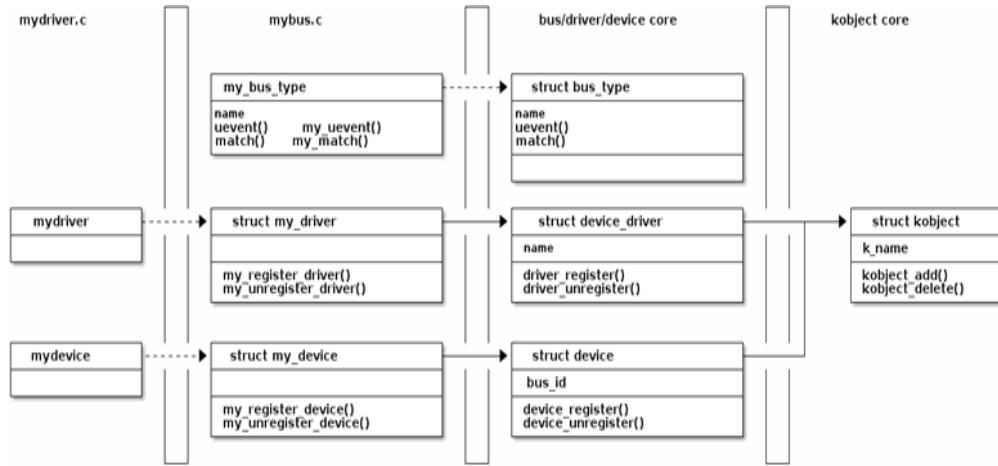 mydriver.c mybus.c bus/driver/device core kobject core
my_bus_type struct bus_type
name name
uevent() my_uevent() uevent()
match() my_match() match()
mydriver struct my_driver struct device_driver struct kobject
name k_name
my_register_driver() driver_register() kobject_add()
my_unregister_driver() driver_unregister() kobject_delete()
mydevice struct my_device struct device
bus_id
my_register_device() device_register()
my_unregister_device() device_unregister()